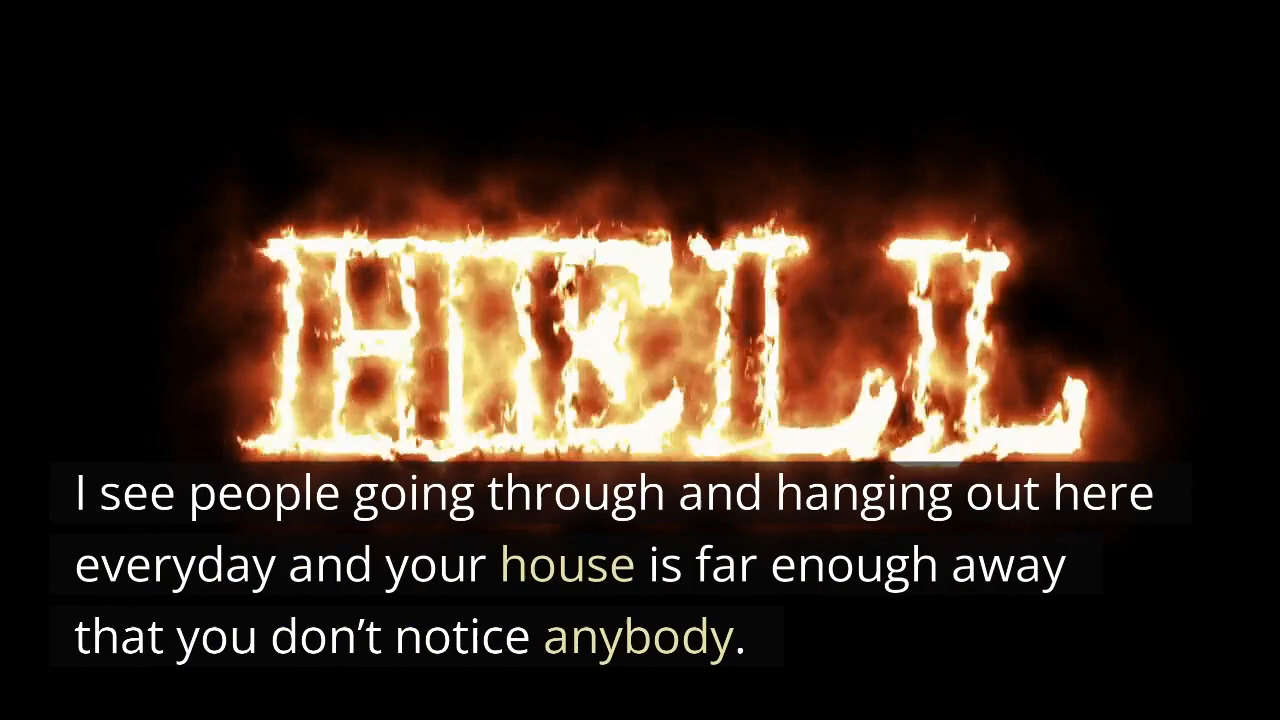 HELL
I see people going through and hanging out here
everyday and your house is far enough away
that you don’t notice anybody.